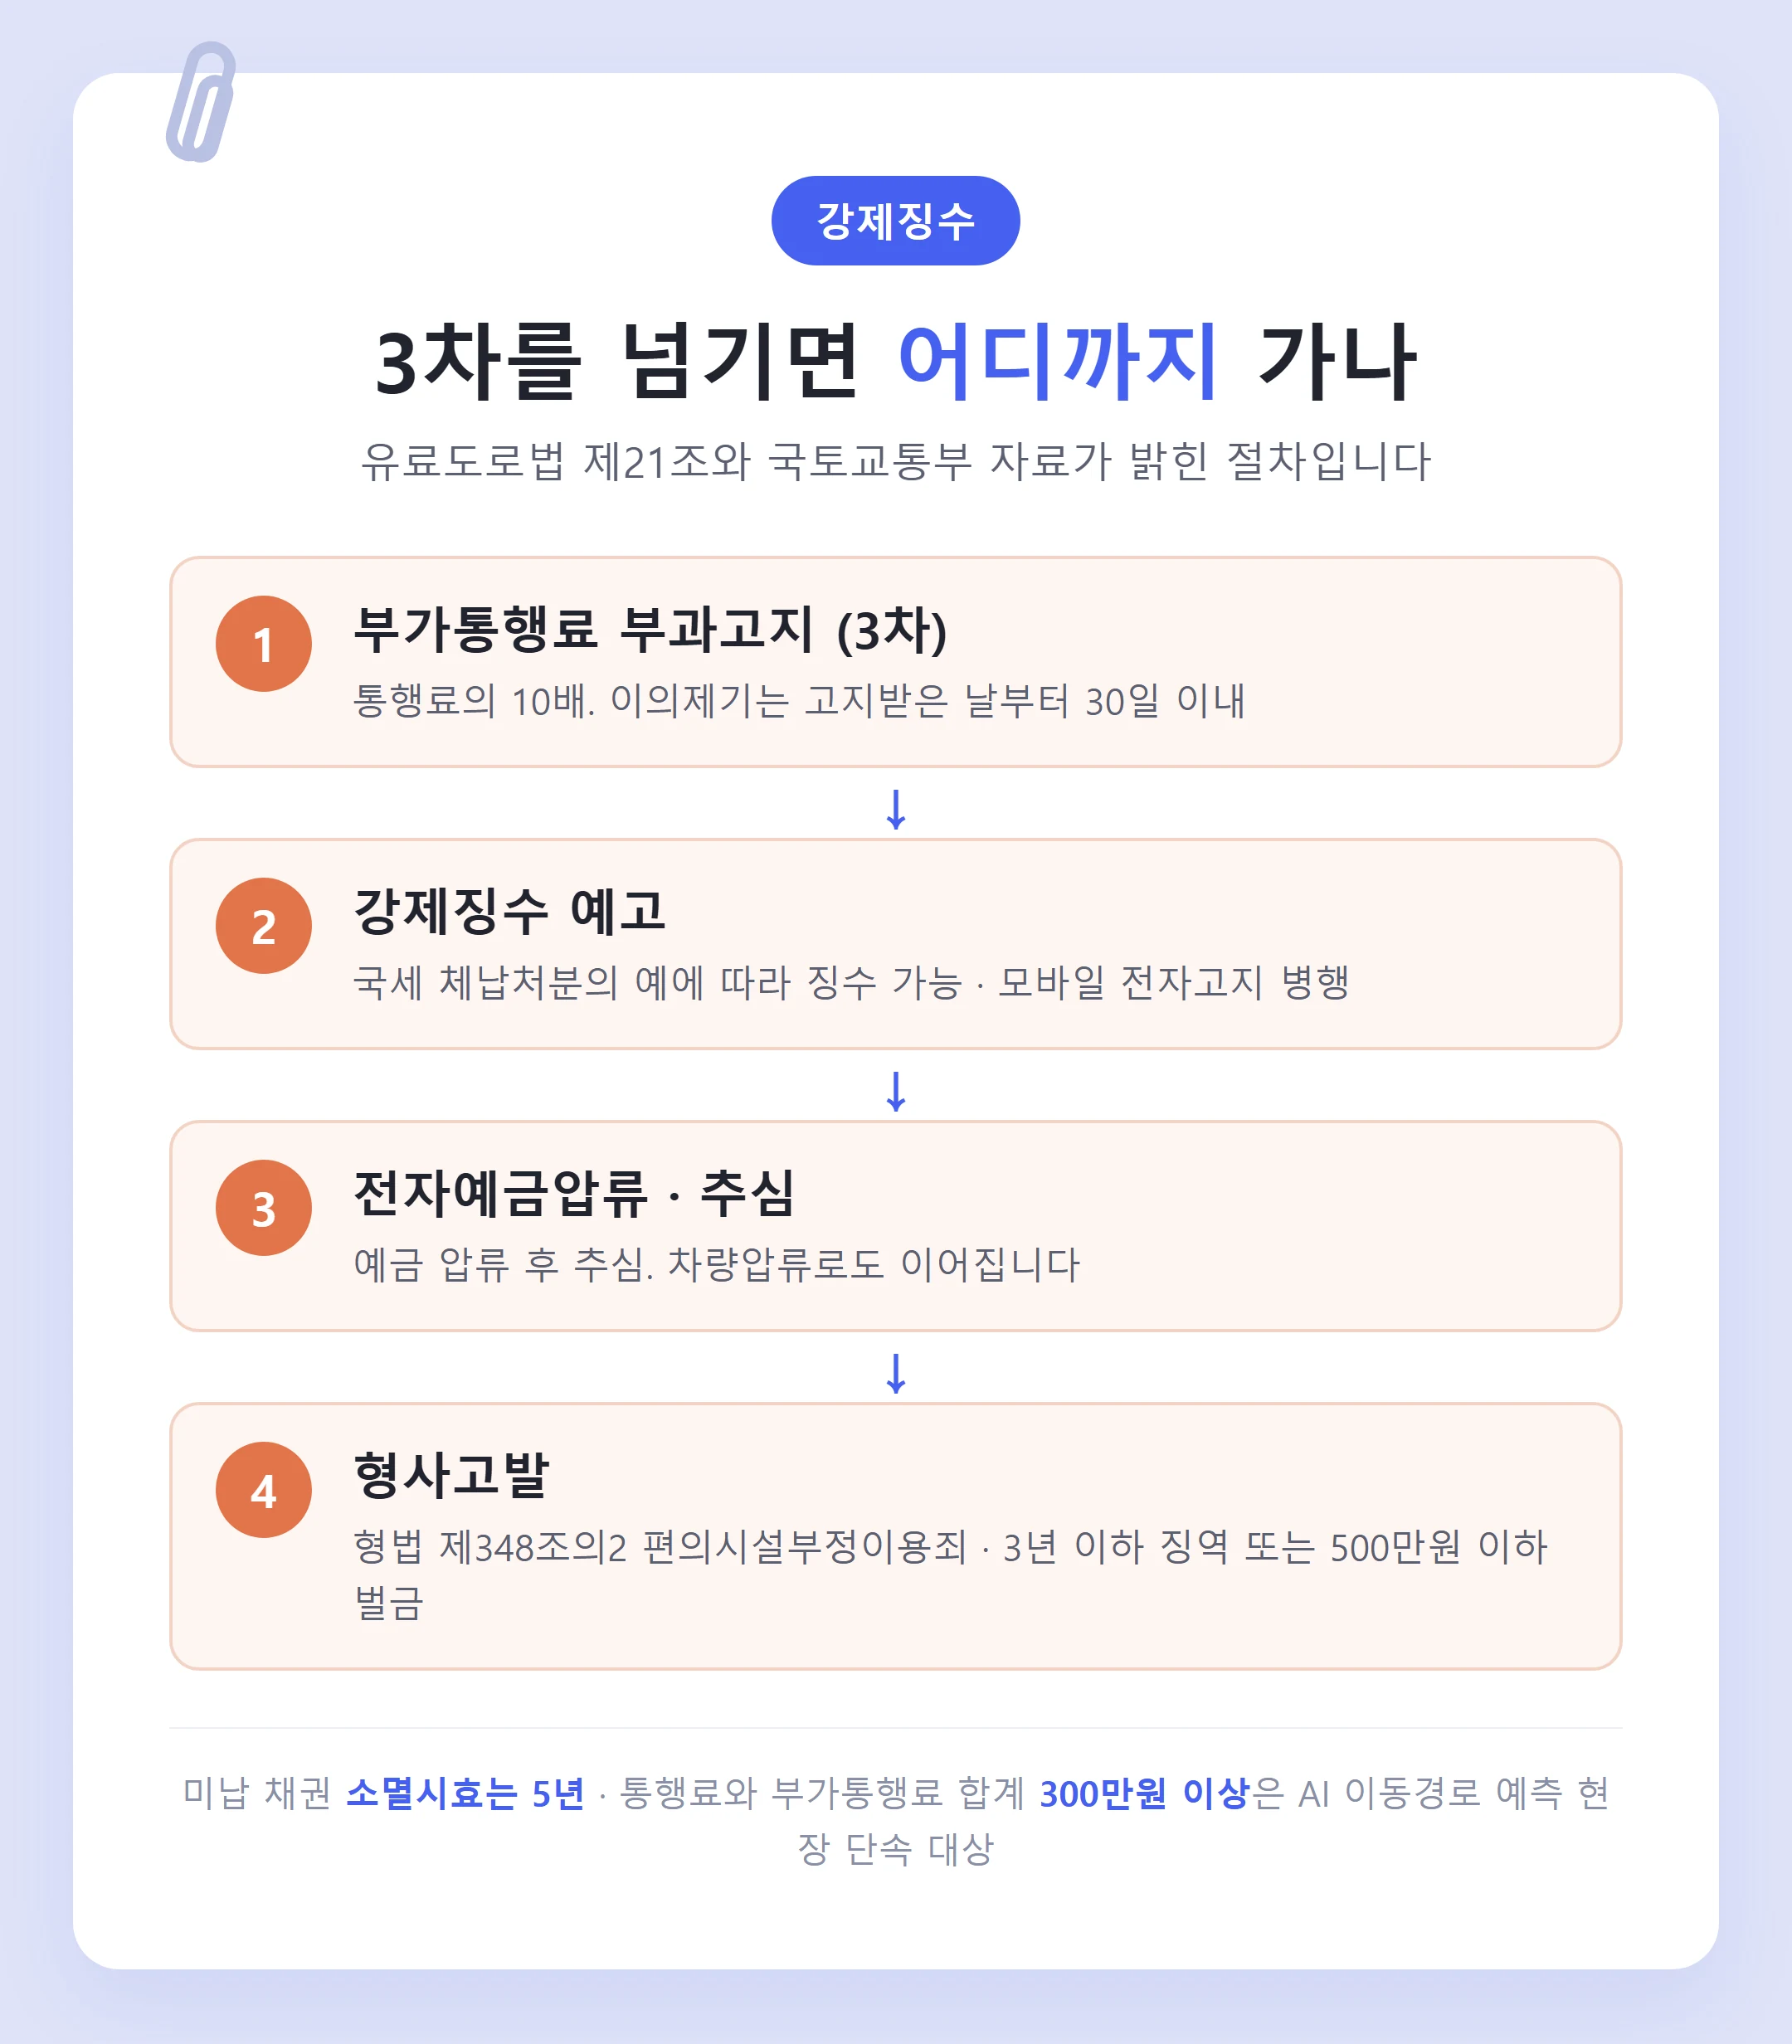 강제징수
3차를 넘기면 어디까지 가나
유료도로법 제21조와 국토교통부 자료가 밝힌 절차입니다
1
부가통행료 부과고지 (3차)
통행료의 10배. 이의제기는 고지받은 날부터 30일 이내
↓
2
강제징수 예고
국세 체납처분의 예에 따라 징수 가능 · 모바일 전자고지 병행
↓
3
전자예금압류 · 추심
예금 압류 후 추심. 차량압류로도 이어집니다
↓
4
형사고발
형법 제348조의2 편의시설부정이용죄 · 3년 이하 징역 또는 500만원 이하
벌금
미납 채권 소멸시효는 5년 · 통행료와 부가통행료 합계 300만원 이상은 AI 이동경로 예측 현
장 단속 대상